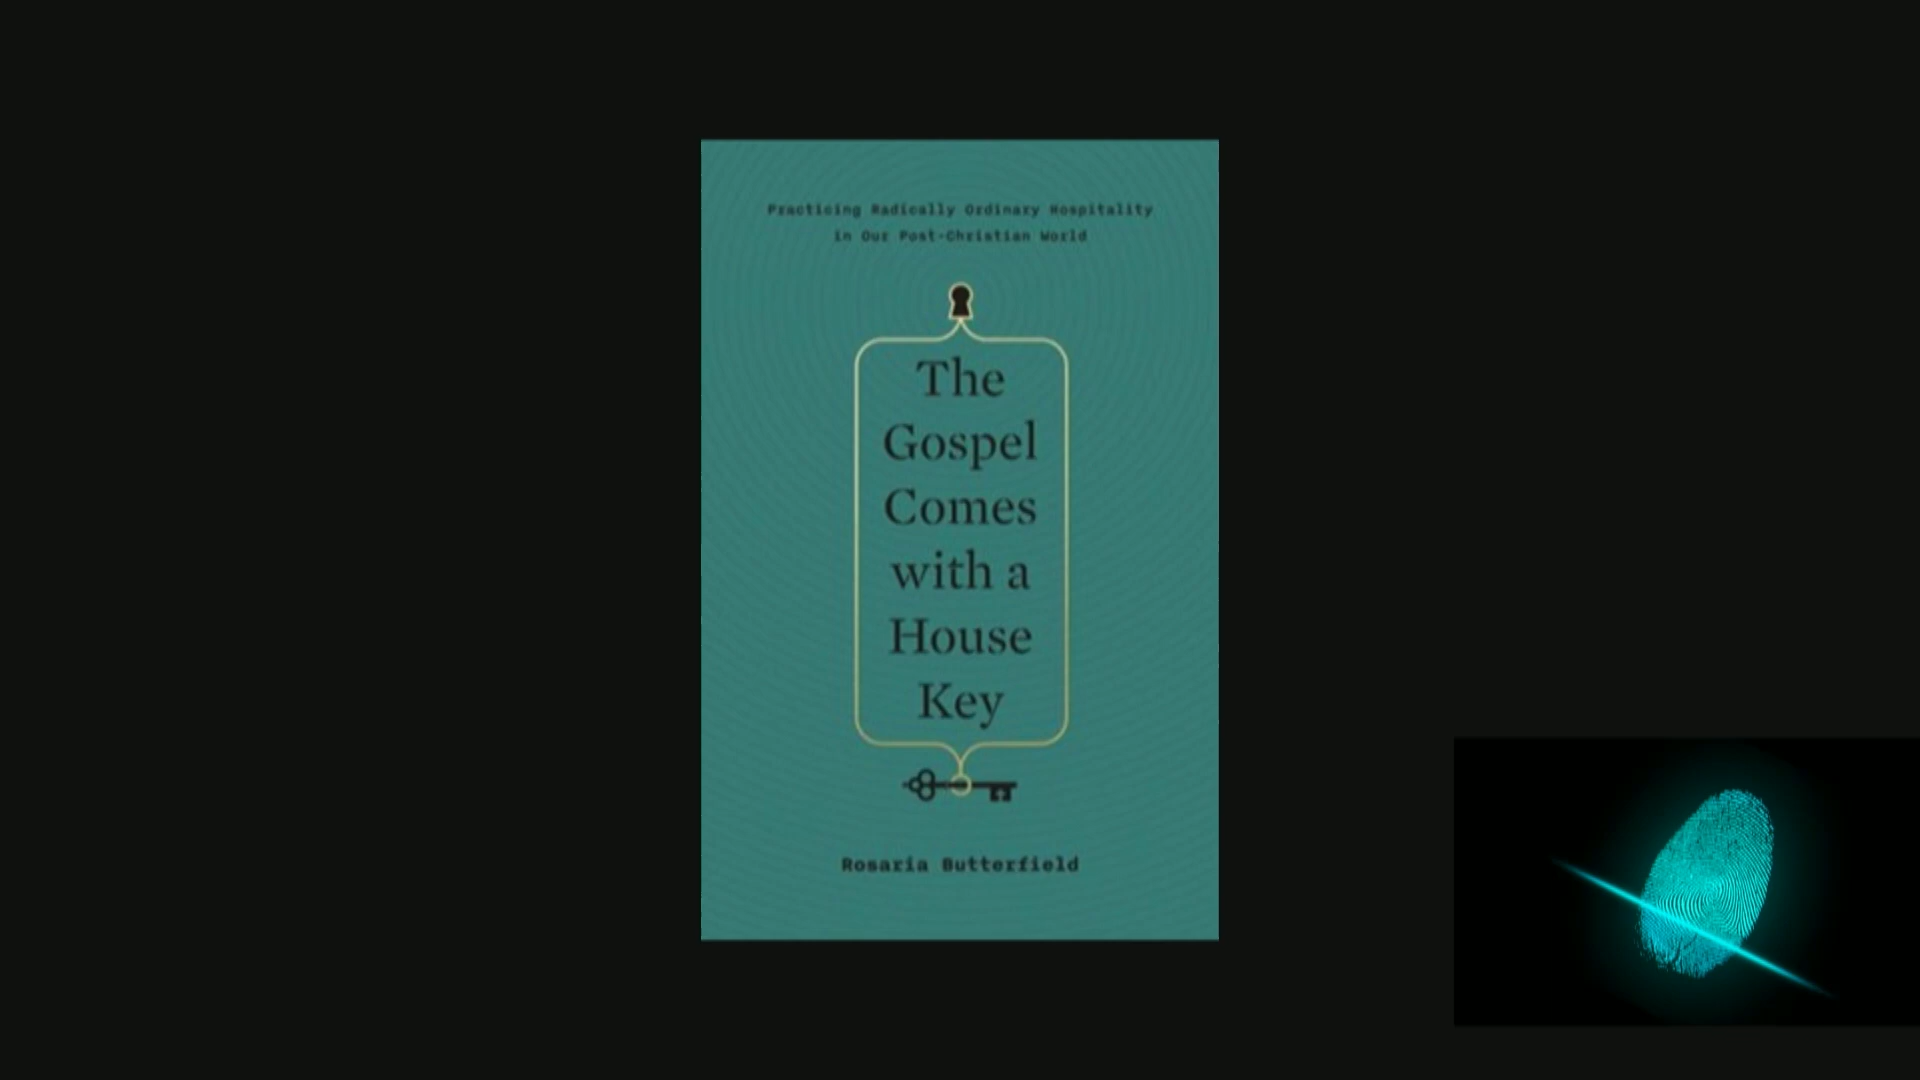 Practicing Radically Ordinary Hospitality
in Our Post-Christian World
The
Gospel
Comes
with a
House
Key
Rosaria Butterfield